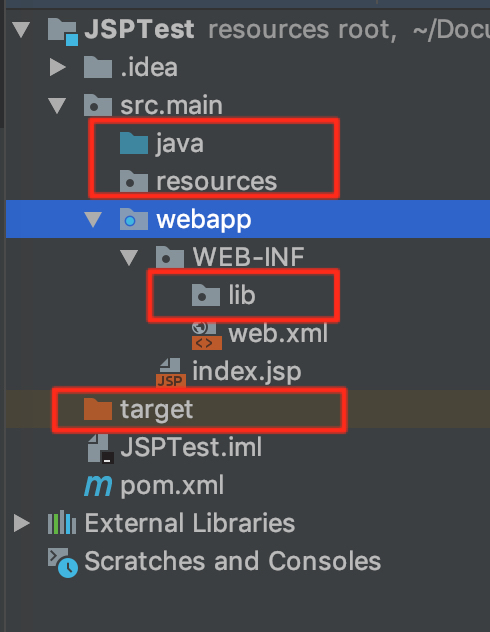 JSPTest resources root, ~/Docu
.idea
src.main
java
resources
webapp
WEB-INF
lib
web.xml
index.jsp
JSP
target
JSPTest.iml
m pom.xml
External Libraries
Scratches and Consoles